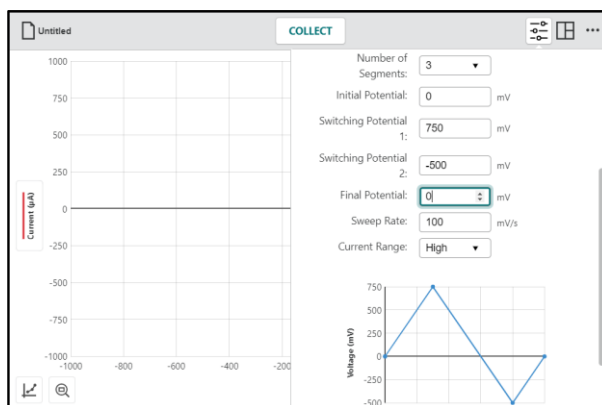 Untitled
COLLECT
Number of
Segments:
3
Initial Potential:
0
mV
Switching Potential
1:
750
mV
Switching Potential
2:
-500
mV
Final Potential:
0
mV
Sweep Rate:
100
mV/s
Current Range:
High
Current (µA)
1000
750
500
250
0
-250
-500
-750
-1000
-1000
-800
-600
-400
-200
Voltage (mV)
750
500
250
0
-250
-500